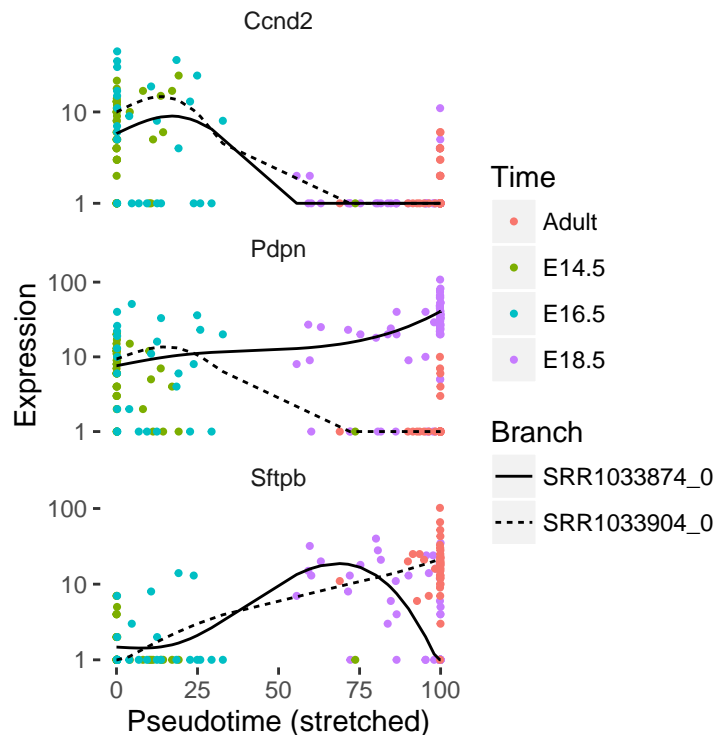 Ccnd2
10
1
Pdpn
100
10
1
Sftpb
100
10
1
0
25
50
75
100
Pseudotime (stretched)
Expression
Time
Adult
E14.5
E16.5
E18.5
Branch
SRR1033874_0
SRR1033904_0